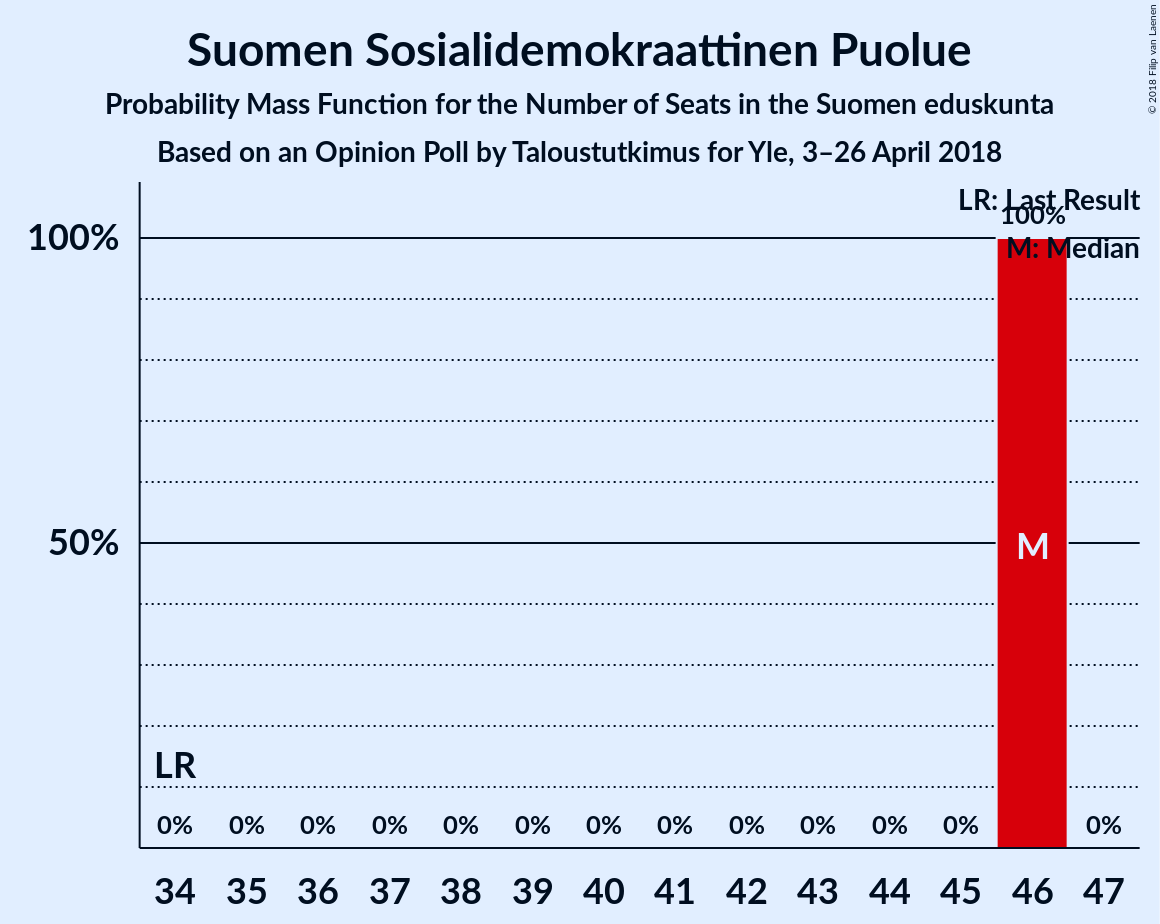 Suomen Sosialidemokraattinen Puolue
Probability Mass Function for the Number of Seats in the Suomen eduskunta
Based on an Opinion Poll by Taloustutkimus for Yle, 3–26 April 2018
© 2018 Filip van Laenen
LR: Last Result
100%
M: Median
100%
50%
M
LR
0% 0% 0% 0% 0% 0% 0% 0% 0% 0% 0% 0% 0%
34 35 36 37 38 39 40 41 42 43 44 45 46 47